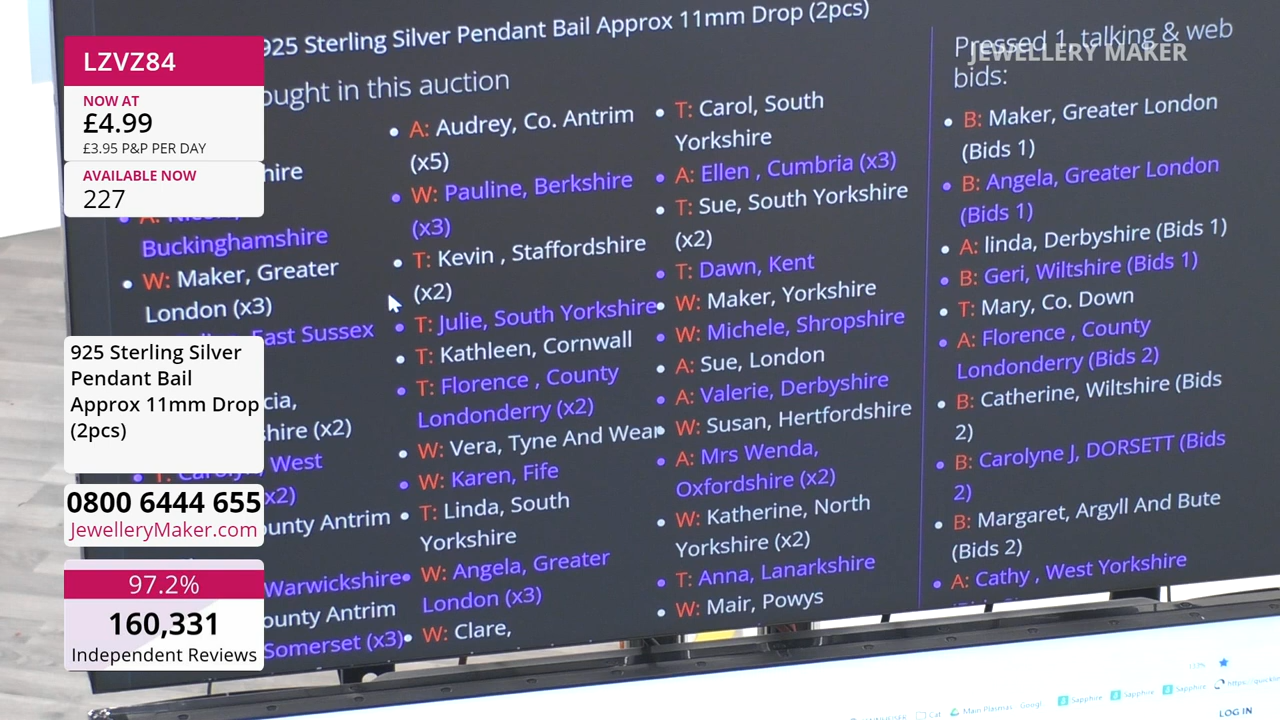 LZVZ84
NOW AT
£4.99
£3.95 P&P PER DAY
AVAILABLE NOW
227
925 Sterling Silver
Pendant Bail
Approx 11mm Drop
(2pcs)
0800 6444 655
JewelleryMaker.com
97.2%
160,331
Independent Reviews
JEWELLERY MAKER
925 Sterling Silver Pendant Bail Approx 11mm Drop (2pcs)
ought in this auction
hire
Buckinghamshire
W: Maker, Greater
London (x3)
East Sussex
cia,
shire (x2)
T: Carolyn, West
x2)
ounty Antrim
Warwickshire
ounty Antrim
Somerset (x3)
A: Audrey, Co. Antrim
(x5)
W: Pauline, Berkshire
(x3)
T: Kevin , Staffordshire
(x2)
T: Julie, South Yorkshire
T: Kathleen, Cornwall
T: Florence , County
Londonderry (x2)
W: Vera, Tyne And Wear
W: Karen, Fife
T: Linda, South
Yorkshire
W: Angela, Greater
London (x3)
W: Clare,
T: Carol, South
Yorkshire
A: Ellen , Cumbria (x3)
T: Sue, South Yorkshire
(x2)
T: Dawn, Kent
W: Maker, Yorkshire
W: Michele, Shropshire
A: Sue, London
A: Valerie, Derbyshire
W: Susan, Hertfordshire
A: Mrs Wenda,
Oxfordshire (x2)
W: Katherine, North
Yorkshire (x2)
T: Anna, Lanarkshire
W: Mair, Powys
Pressed 1, talking & web
bids:
B: Maker, Greater London
(Bids 1)
B: Angela, Greater London
(Bids 1)
A: linda, Derbyshire (Bids 1)
B: Geri, Wiltshire (Bids 1)
T: Mary, Co. Down
A: Florence , County
Londonderry (Bids 2)
B: Catherine, Wiltshire (Bids
2)
B: Carolyne J, DORSETT (Bids
2)
B: Margaret, Argyll And Bute
(Bids 2)
A: Cathy , West Yorkshire
Cat
Main Plasmas
Googl
Sapphire
Sapphire
Sapphire
LOG IN